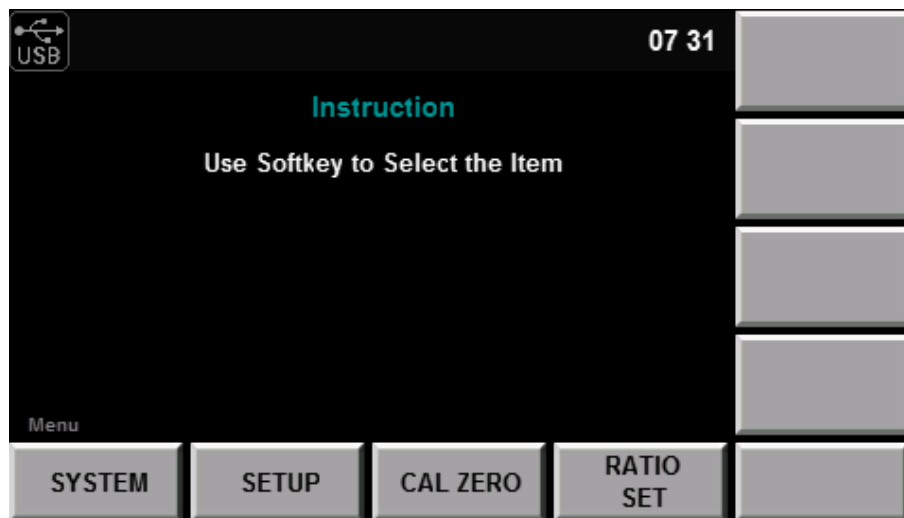 USB
07 31
Instruction
Use Softkey to Select the Item
Menu
SYSTEM
SETUP
CAL ZERO
RATIO
SET